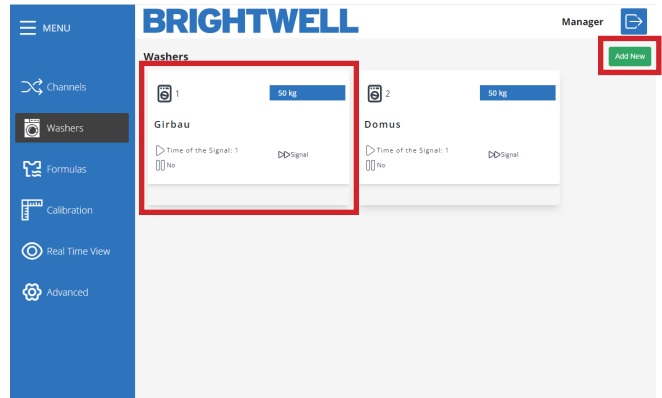 MENU
BRIGHTWELL
Manager
Washers
Add New
Channels
Washers
Formulas
Calibration
Real Time View
Advanced
1
50 kg
Girbau
Time of the Signal: 1
Signal
No
2
50 kg
Domus
Time of the Signal: 1
Signal
No